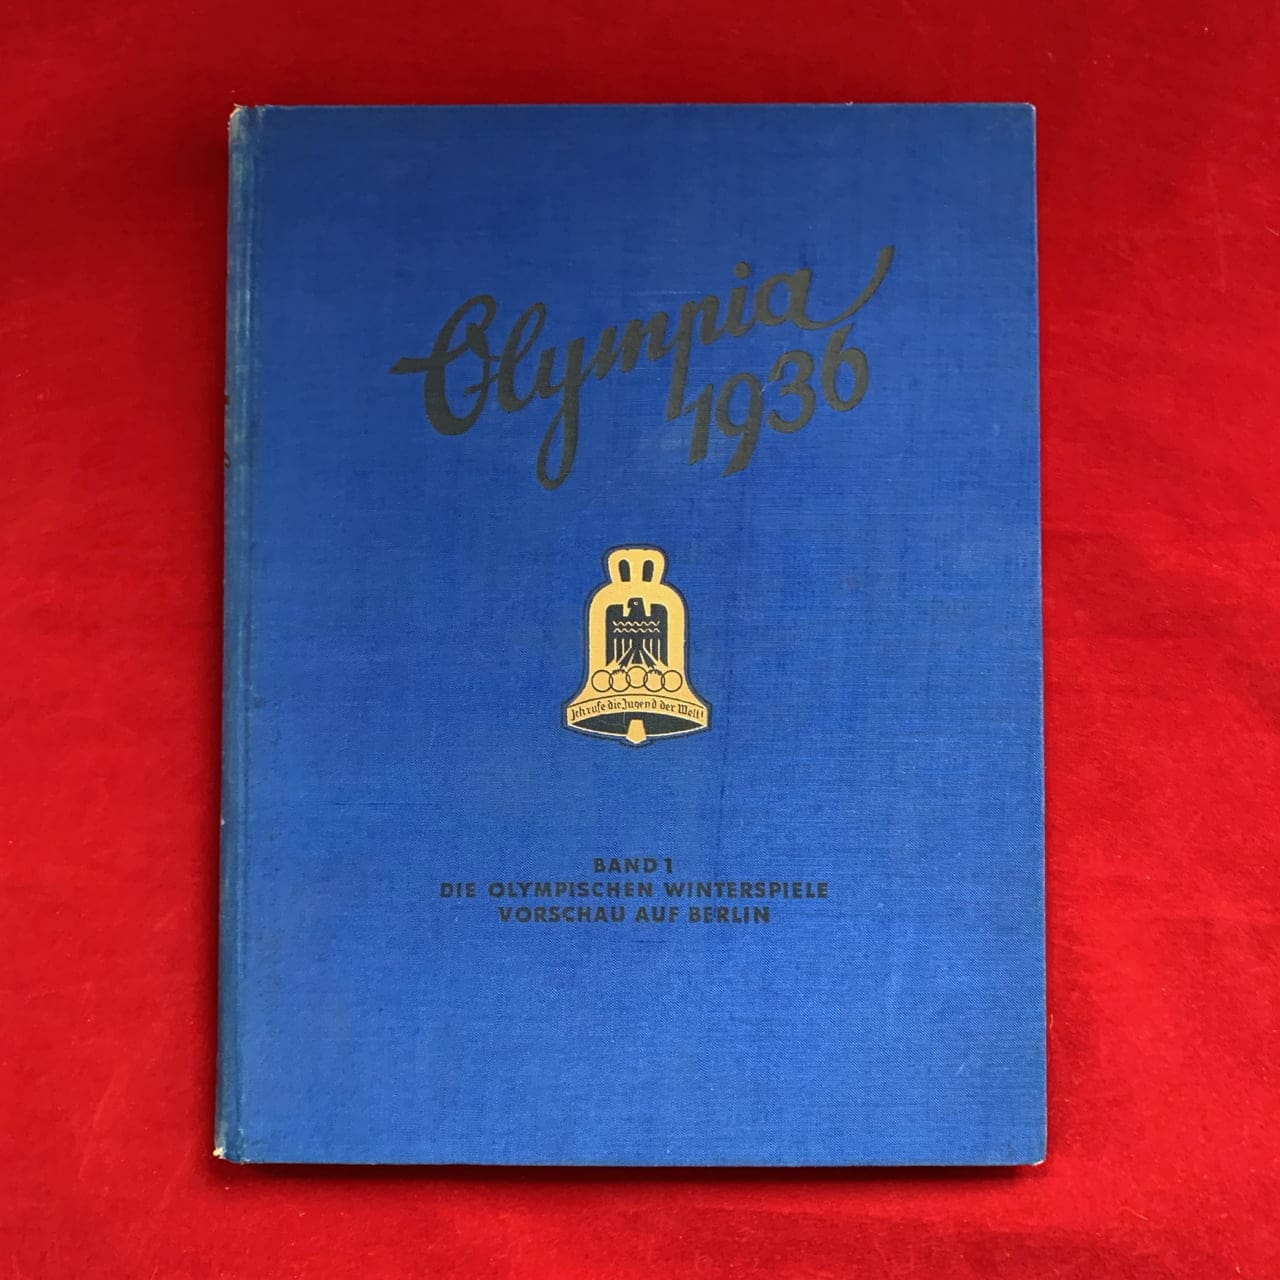 Olympia
1936
Ich rufe die Jugend der Welt!
BAND 1
DIE OLYMPISCHEN WINTERSPIELE
VORSCHAU AUF BERLIN